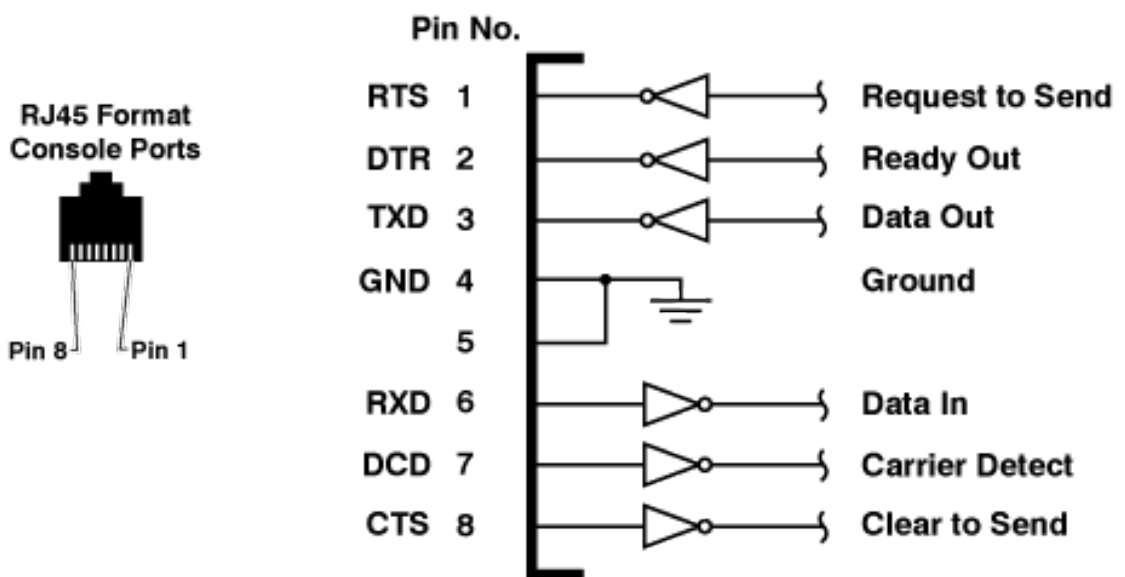 Pin No.
RJ45 Format
Console Ports
Pin 8
Pin 1
RTS 1 Request to Send
DTR 2 Ready Out
TXD 3 Data Out
GND 4 Ground
5
RXD 6 Data In
DCD 7 Carrier Detect
CTS 8 Clear to Send